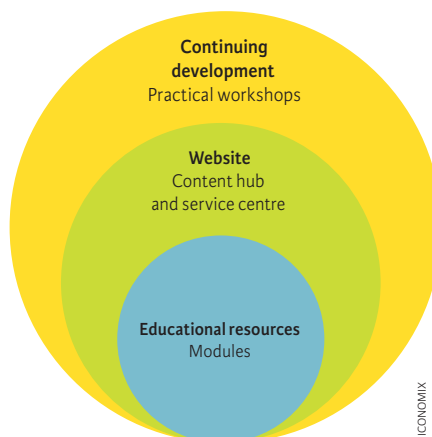 Continuing
development
Practical workshops
Website
Content hub
and service centre
Educational resources
Modules
ICONOMIX